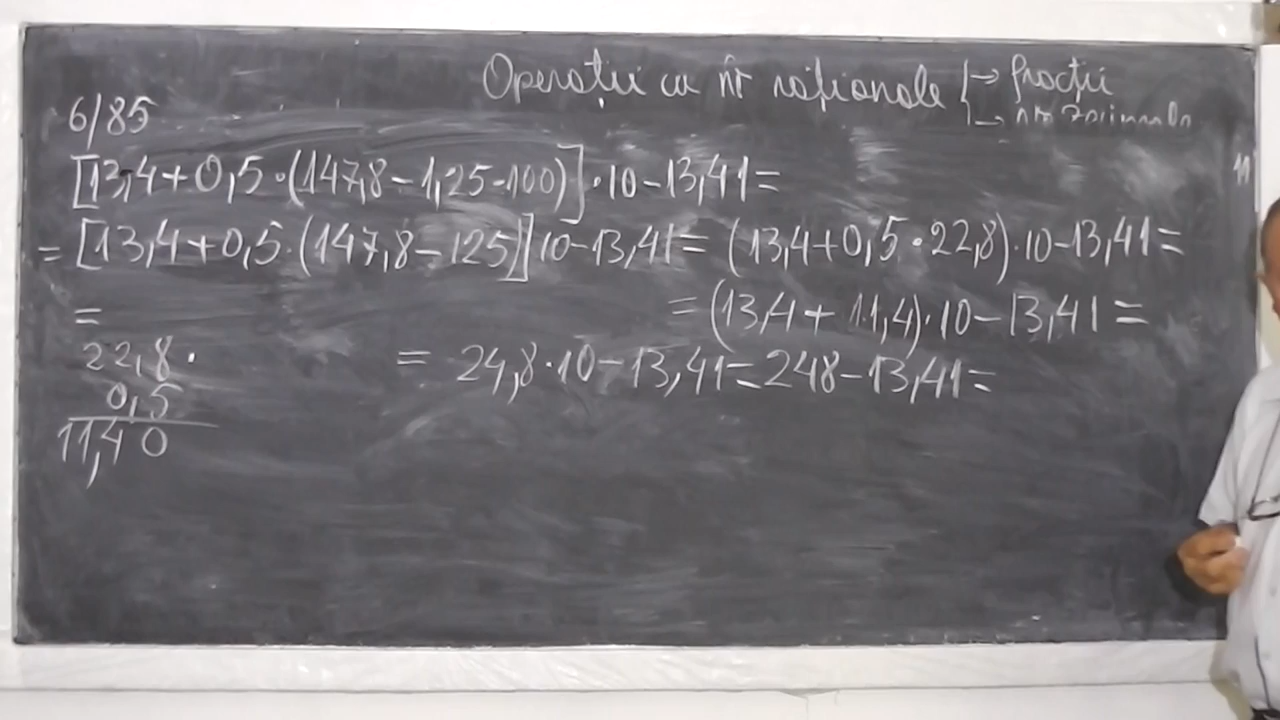 Operații cu nr raționale { → fracții
→ nr zecimale
6/85
[13,4+0,5·(147,8-1,25·100)]·10-13,41=
=[13,4+0,5·(147,8-125)]·10-13,41=(13,4+0,5·22,8)·10-13,41=
= =(13,4+11,4)·10-13,41=
22,8· = 24,8·10-13,41=248-13,41=
0,5
11,40